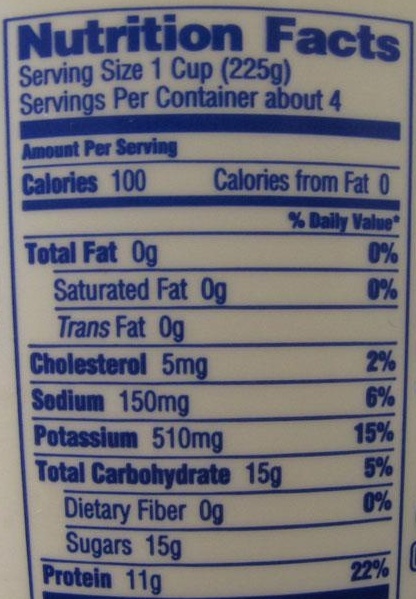 Nutrition Facts
Serving Size 1 Cup (225g)
Servings Per Container about 4
Amount Per Serving
Calories 100 Calories from Fat 0
% Daily Value*
Total Fat 0g 0%
Saturated Fat 0g 0%
Trans Fat 0g
Cholesterol 5mg 2%
Sodium 150mg 6%
Potassium 510mg 15%
Total Carbohydrate 15g 5%
Dietary Fiber 0g 0%
Sugars 15g
Protein 11g 22%